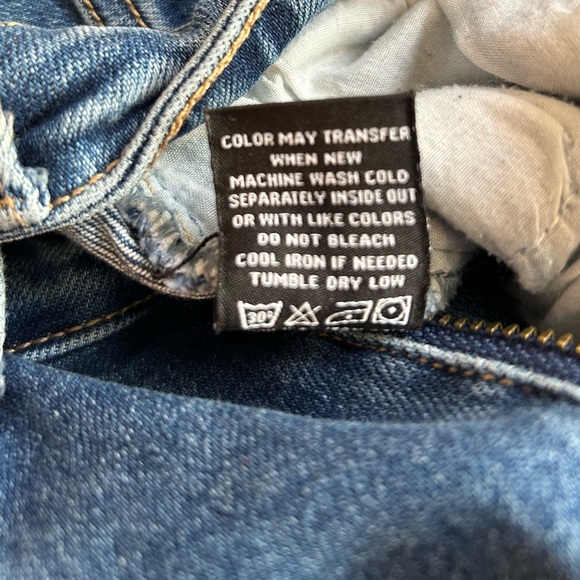 COLOR MAY TRANSFER
WHEN NEW
MACHINE WASH COLD
SEPARATELY INSIDE OUT
OR WITH LIKE COLORS
DO NOT BLEACH
COOL IRON IF NEEDED
TUMBLE DRY LOW
30°